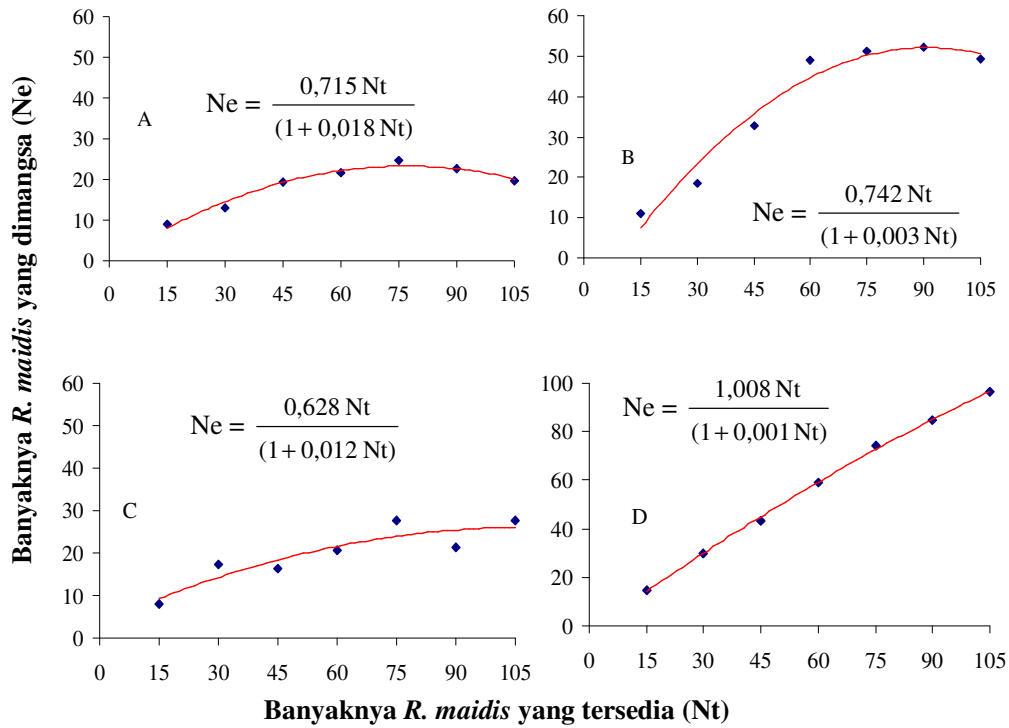 Banyaknya R. maidis yang dimangsa (Ne)
60
50
40
30
20
10
0
A
Ne = 0,715 Nt
(1 + 0,018 Nt)
0 15 30 45 60 75 90 105
60
50
40
30
20
10
0
B
Ne = 0,742 Nt
(1 + 0,003 Nt)
0 15 30 45 60 75 90 105
60
50
40
30
20
10
0
C
Ne = 0,628 Nt
(1 + 0,012 Nt)
0 15 30 45 60 75 90 105
100
80
60
40
20
0
D
Ne = 1,008 Nt
(1 + 0,001 Nt)
0 15 30 45 60 75 90 105
Banyaknya R. maidis yang tersedia (Nt)